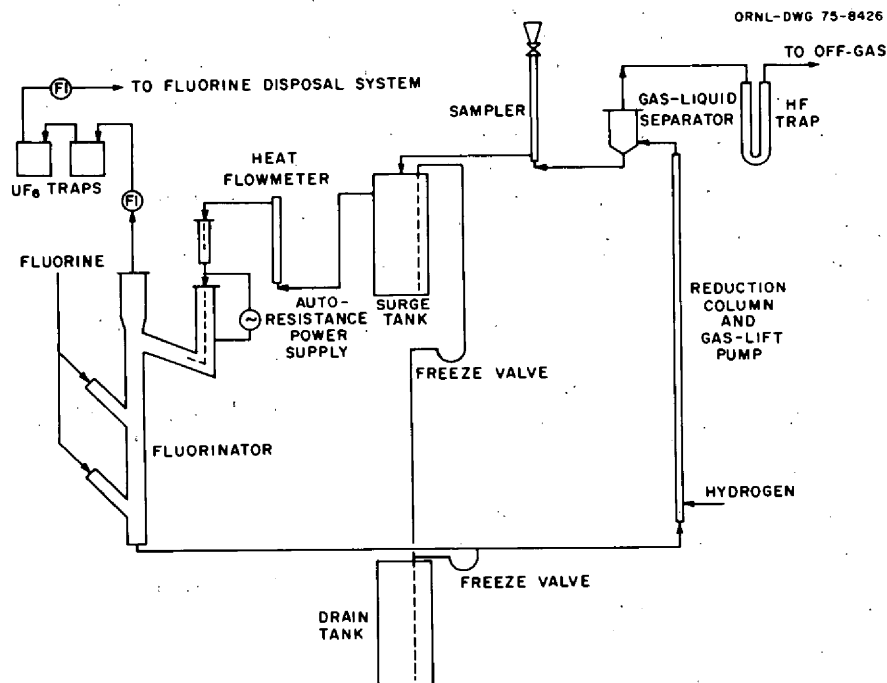 ORNL-DWG 75-8426
TO OFF-GAS
FI
TO FLUORINE DISPOSAL SYSTEM
SAMPLER
GAS-LIQUID
SEPARATOR
HF
TRAP
HEAT
FLOWMETER
UF6 TRAPS
FI
FLUORINE
AUTO-
RESISTANCE
POWER
SUPPLY
SURGE
TANK
REDUCTION
COLUMN
AND
GAS-LIFT
PUMP
FREEZE VALVE
FLUORINATOR
HYDROGEN
FREEZE VALVE
DRAIN
TANK